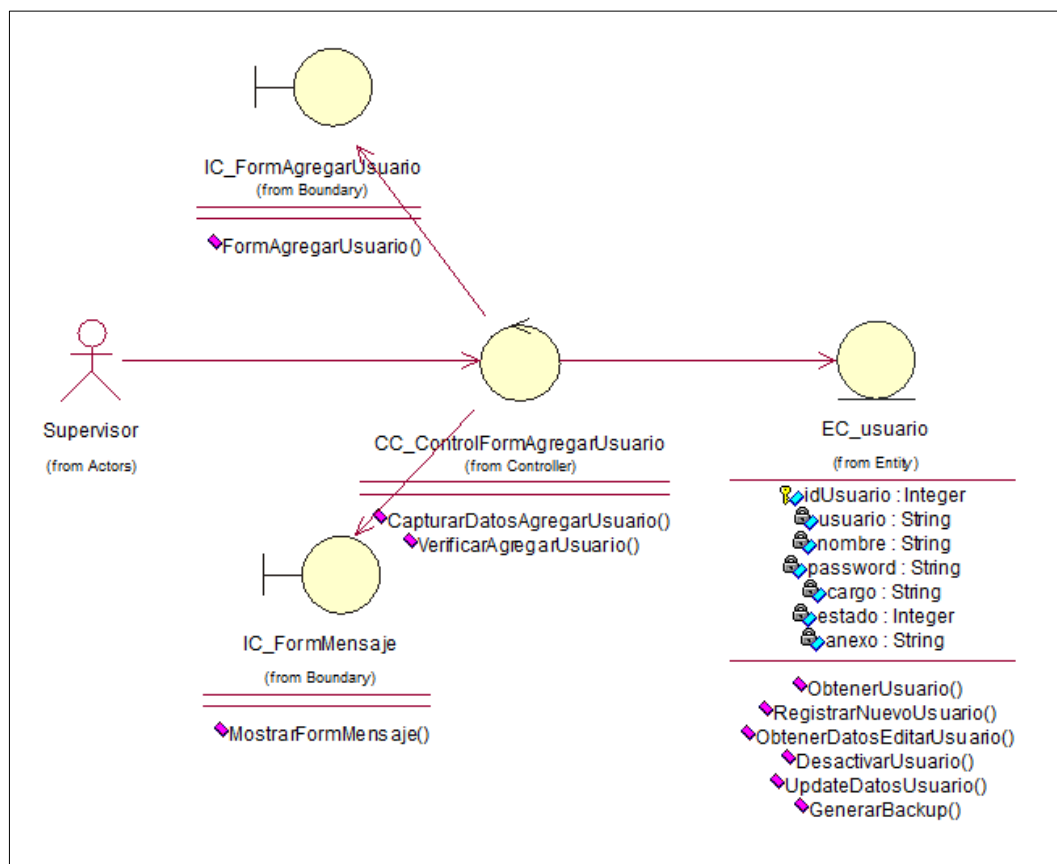 IC_FormAgregarUsuario
(from Boundary)
FormAgregarUsuario()
Supervisor
(from Actors)
CC_ControlFormAgregarUsuario
(from Controller)
CapturarDatosAgregarUsuario()
VerificarAgregarUsuario()
IC_FormMensaje
(from Boundary)
MostrarFormMensaje()
EC_usuario
(from Entity)
idUsuario : Integer
usuario : String
nombre : String
password : String
cargo : String
estado : Integer
anexo : String
ObtenerUsuario()
RegistrarNuevoUsuario()
ObtenerDatosEditarUsuario()
DesactivarUsuario()
UpdateDatosUsuario()
GenerarBackup()